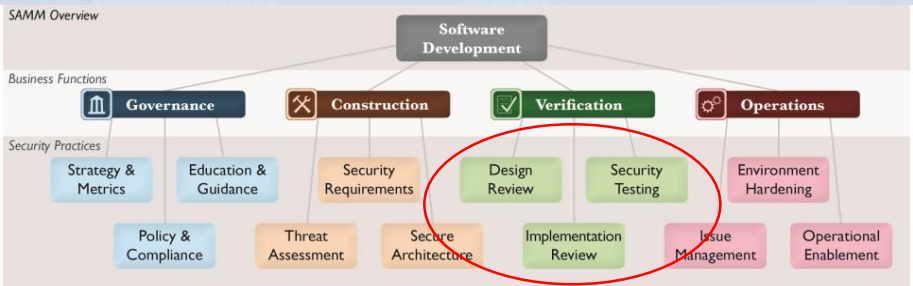 SAMM Overview
Software
Development
Business Functions
Governance
Construction
Verification
Operations
Security Practices
Strategy &
Metrics
Education &
Guidance
Security
Requirements
Design
Review
Security
Testing
Environment
Hardening
Policy &
Compliance
Threat
Assessment
Secure
Architecture
Implementation
Review
Issue
Management
Operational
Enablement